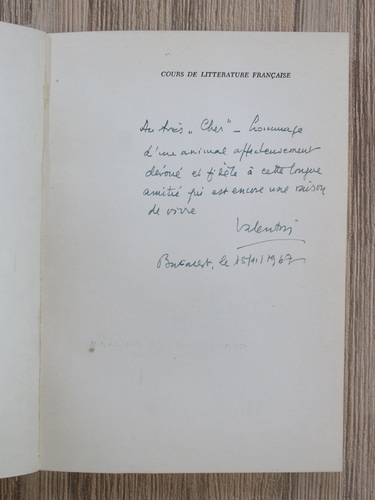 COURS DE LITTERATURE FRANÇAISE
Au très „Cher" – hommage
d'un animal affectueusement
dévoué et fidèle à cette longue
amitié qui est encore une raison
de vivre
Valentin
Bucarest, le 15/11/1967